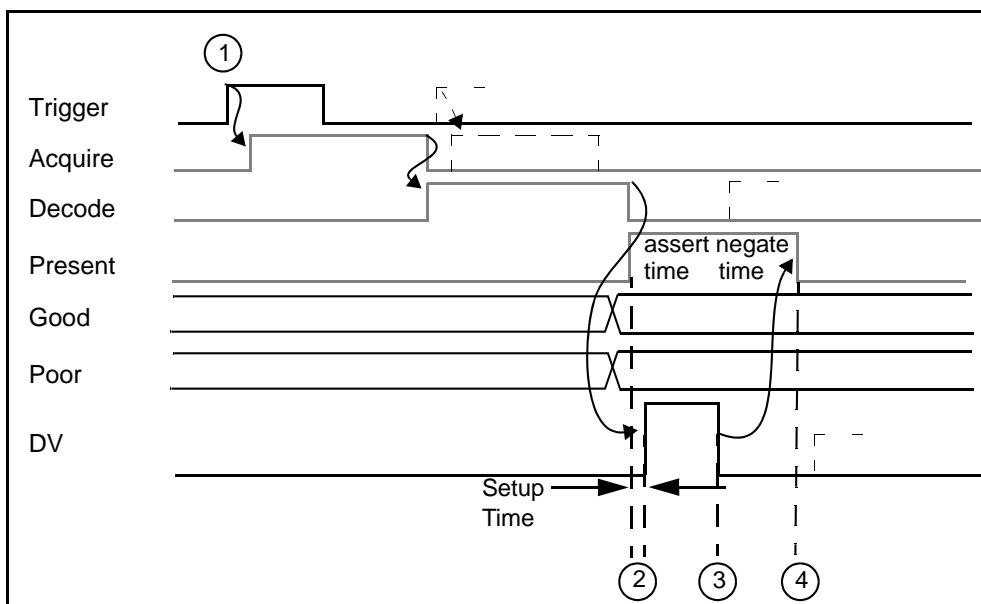 1
Trigger
Acquire
Decode
Present
assert negate
time time
Good
Poor
DV
Setup
Time
2
3
4